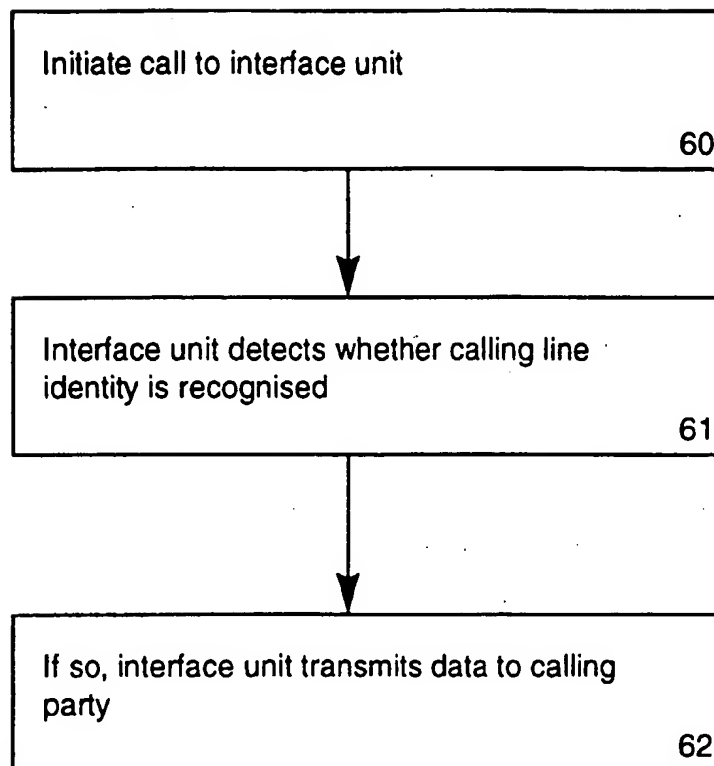 Initiate call to interface unit
60
Interface unit detects whether calling line
identity is recognised
61
If so, interface unit transmits data to calling
party
62